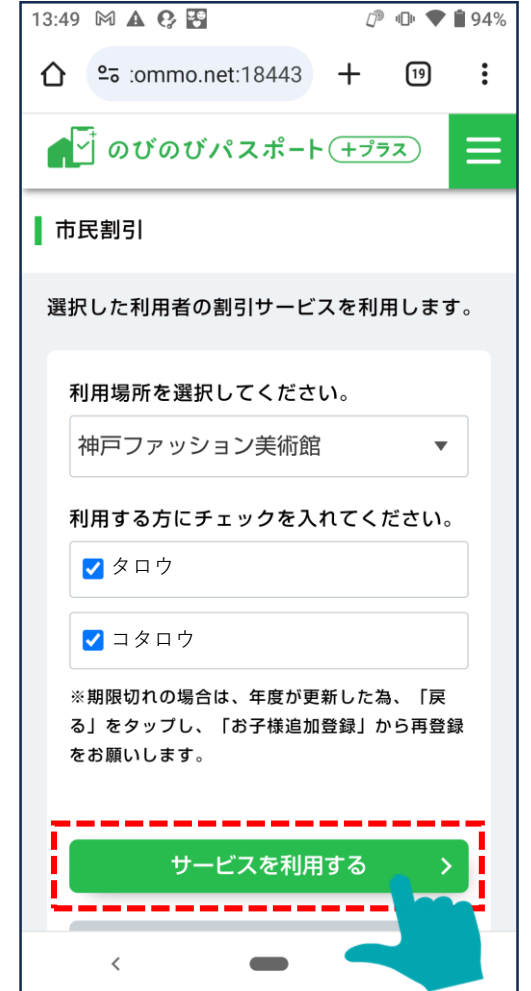 13:49 94%
:ommo.net:18443 19
のびのびパスポート +プラス
市民割引
選択した利用者の割引サービスを利用します。
利用場所を選択してください。
神戸ファッション美術館
利用する方にチェックを入れてください。
タロウ
コタロウ
※期限切れの場合は、年度が更新した為、「戻
る」をタップし、「お子様追加登録」から再登録
をお願いします。
サービスを利用する